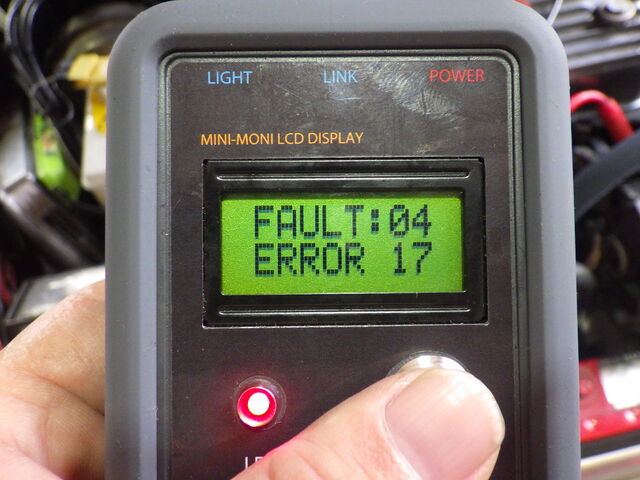 LIGHT LINK POWER
MINI-MONI LCD DISPLAY
FAULT:04
ERROR 17